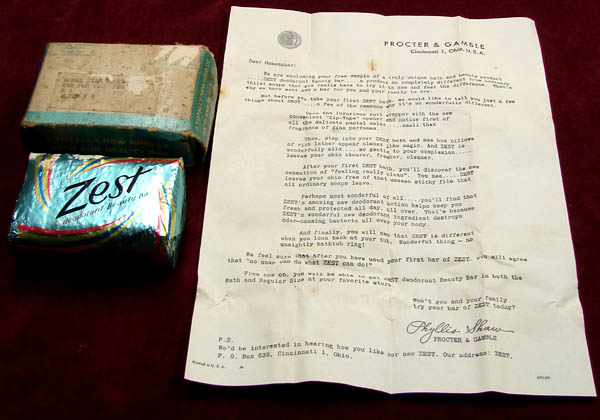 PROCTER & GAMBLE
Cincinnati 1, Ohio, U.S.A.
Dear Homemaker:
We are enclosing your free sample of a truly unique bath and beauty product
.....ZEST deodorant Beauty Bar.....a product so completely different from ordinary
toilet soaps that you really have to try it to see and feel the difference. That's
why we have sent you a bar for you and your family to try.
But before you take your first ZEST bath, we would like to tell you just a few
things about ZEST.....a few of the reasons why it's so wonderfully different.
Open the luxurious foil wrapper with the new
convenient "Zip-Tape" opener and notice first of
all the delicate pastel color.....smell that
fragrance of fine perfumes.
Then, step into your ZEST bath and see how billows
of rich lather appear almost like magic. And ZEST is
wonderfully mild.....so gentle to your complexion.....
leaves your skin clearer, fresher, cleaner.
After your first ZEST bath, you'll discover the new
sensation of "feeling really clean". You see.....ZEST
leaves your skin free of that unseen sticky film that
all ordinary soaps leave.
Perhaps most wonderful of all.....you'll find that
ZEST's amazing new deodorant action helps keep you
fresh and protected all day, all over. That's because
ZEST's wonderful new deodorant ingredient destroys
odor-causing bacteria all over your body.
And finally, you will see that ZEST is different
when you look back at your tub. Wonderful thing - no
unsightly bathtub ring!
We feel sure that after you have used your first bar of ZEST, you will agree
that "no soap can do what ZEST can do!"
From now on, you will be able to get ZEST deodorant Beauty Bar in both the
Bath and Regular Size at your favorite store.
Won't you and your family
try your bar of ZEST today?
Phyllis Shaw
PROCTER & GAMBLE
P.S.
We'd be interested in hearing how you like our new ZEST. Our address: ZEST,
P. O. Box 539, Cincinnati 1, Ohio.
Printed in U.S.A.
Zest
deodorant Beauty bar